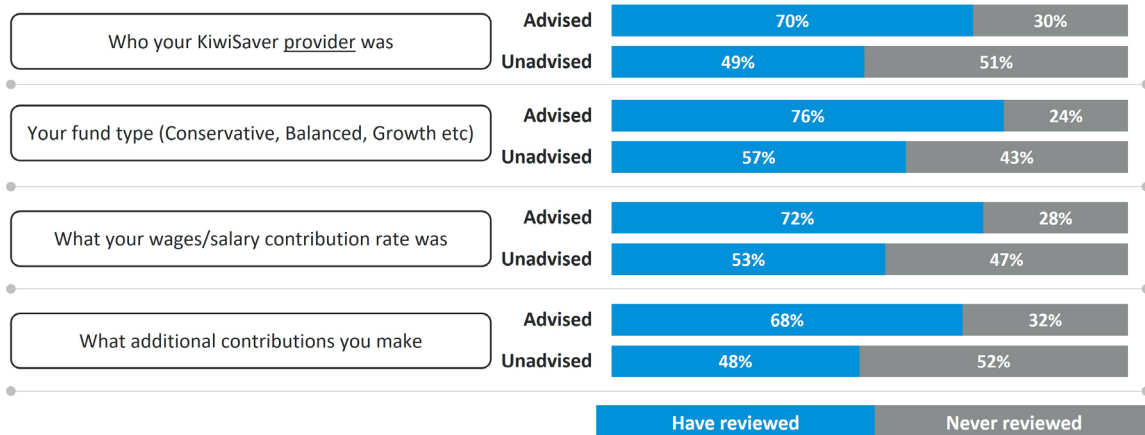 Who your KiwiSaver provider was
Advised
70%
30%
Unadvised
49%
51%
Your fund type (Conservative, Balanced, Growth etc)
Advised
76%
24%
Unadvised
57%
43%
What your wages/salary contribution rate was
Advised
72%
28%
Unadvised
53%
47%
What additional contributions you make
Advised
68%
32%
Unadvised
48%
52%
Have reviewed
Never reviewed